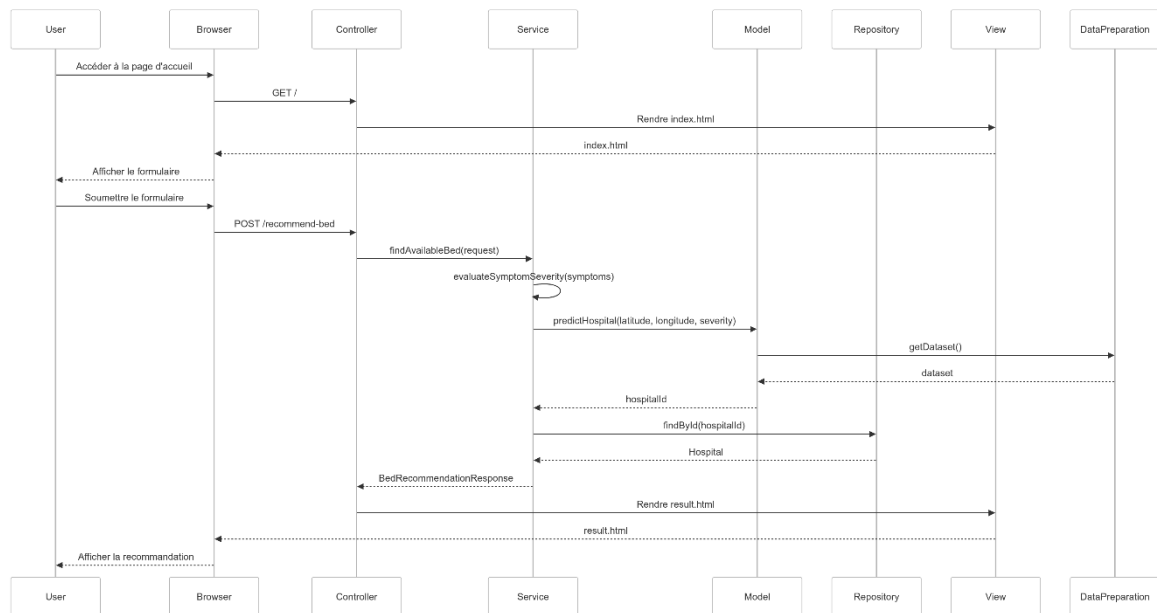 User
Browser
Controller
Service
Model
Repository
View
DataPreparation
Accéder à la page d'accueil
GET /
Rendre index.html
index.html
Afficher le formulaire
Soumettre le formulaire
POST /recommend-bed
findAvailableBed(request)
evaluateSymptomSeverity(symptoms)
predictHospital(latitude, longitude, severity)
getDataset()
dataset
hospitalId
findById(hospitalId)
Hospital
BedRecommendationResponse
Rendre result.html
result.html
Afficher la recommandation
User
Browser
Controller
Service
Model
Repository
View
DataPreparation